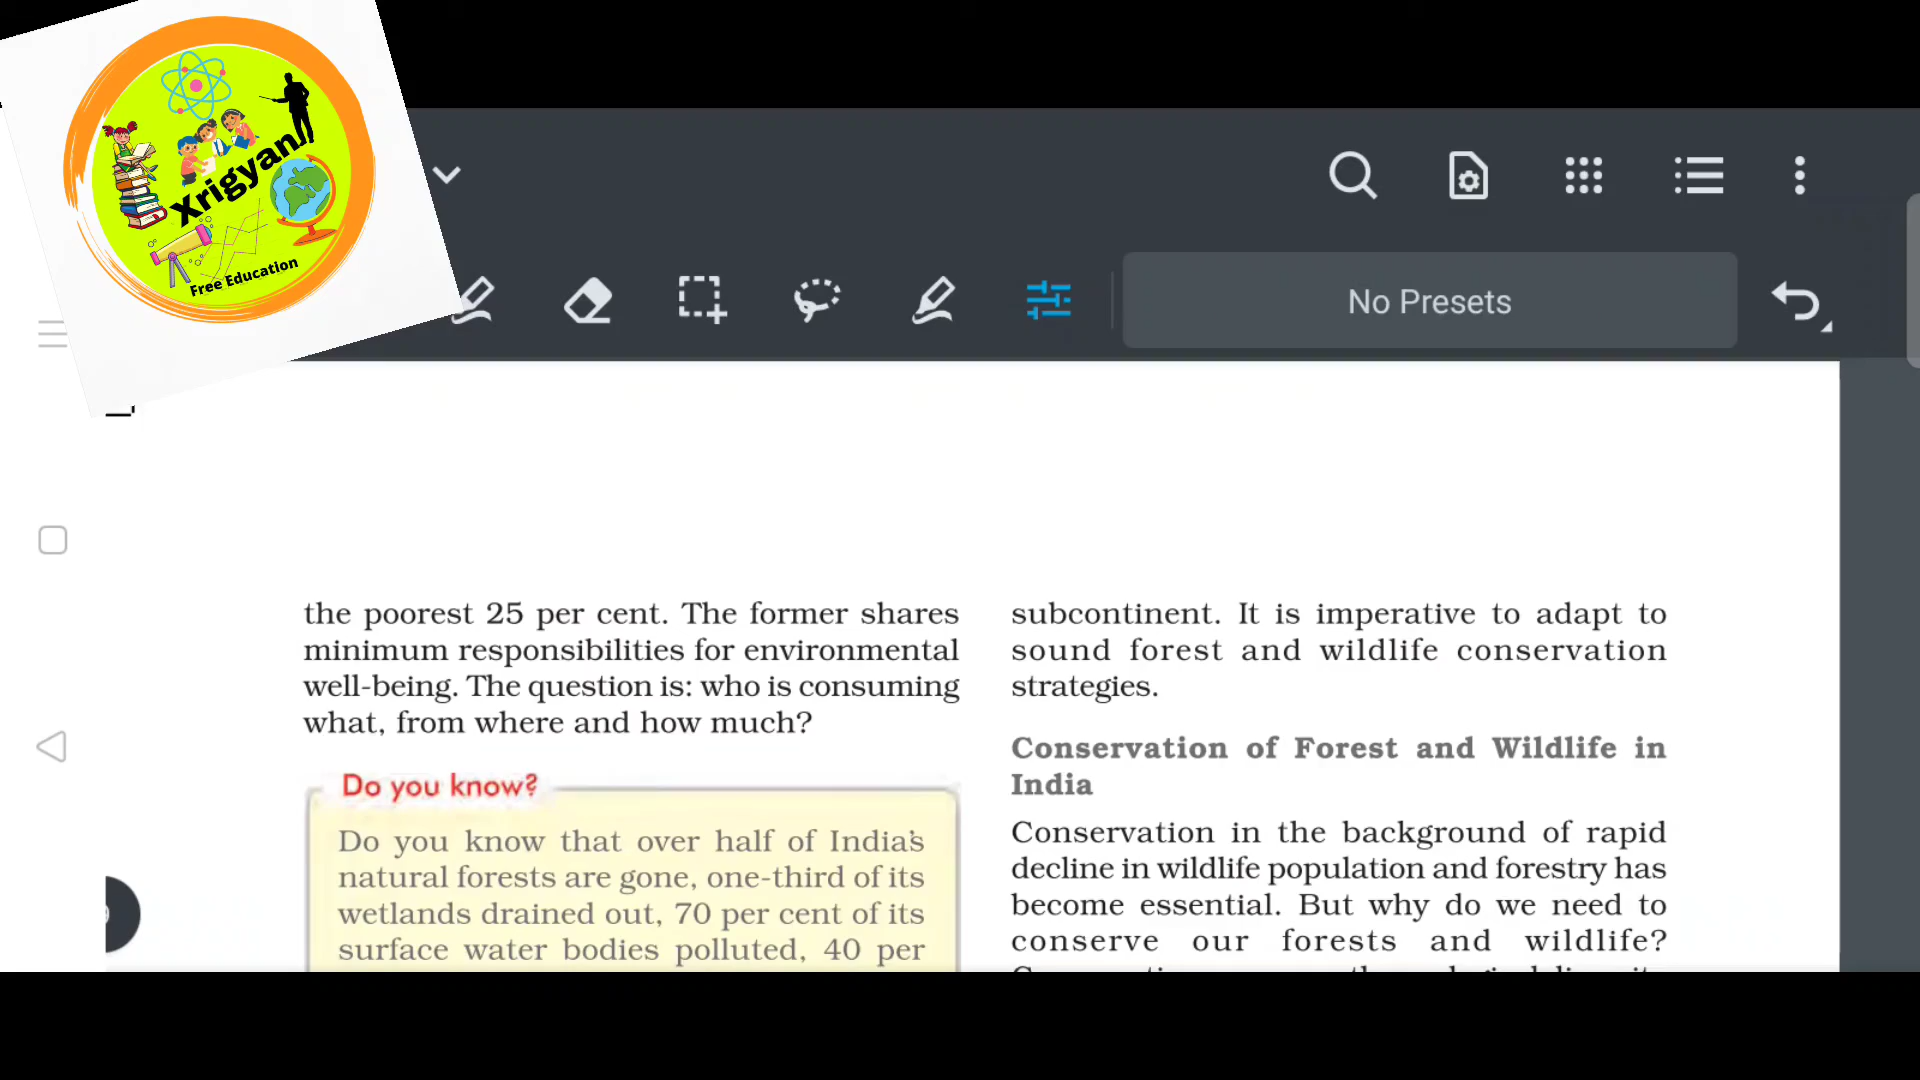 Xrigyan
Free Education
No Presets
the poorest 25 per cent. The former shares
minimum responsibilities for environmental
well-being. The question is: who is consuming
what, from where and how much?
Do you know?
Do you know that over half of India's
natural forests are gone, one-third of its
wetlands drained out, 70 per cent of its
surface water bodies polluted, 40 per
subcontinent. It is imperative to adapt to
sound forest and wildlife conservation
strategies.
Conservation of Forest and Wildlife in
India
Conservation in the background of rapid
decline in wildlife population and forestry has
become essential. But why do we need to
conserve our forests and wildlife?